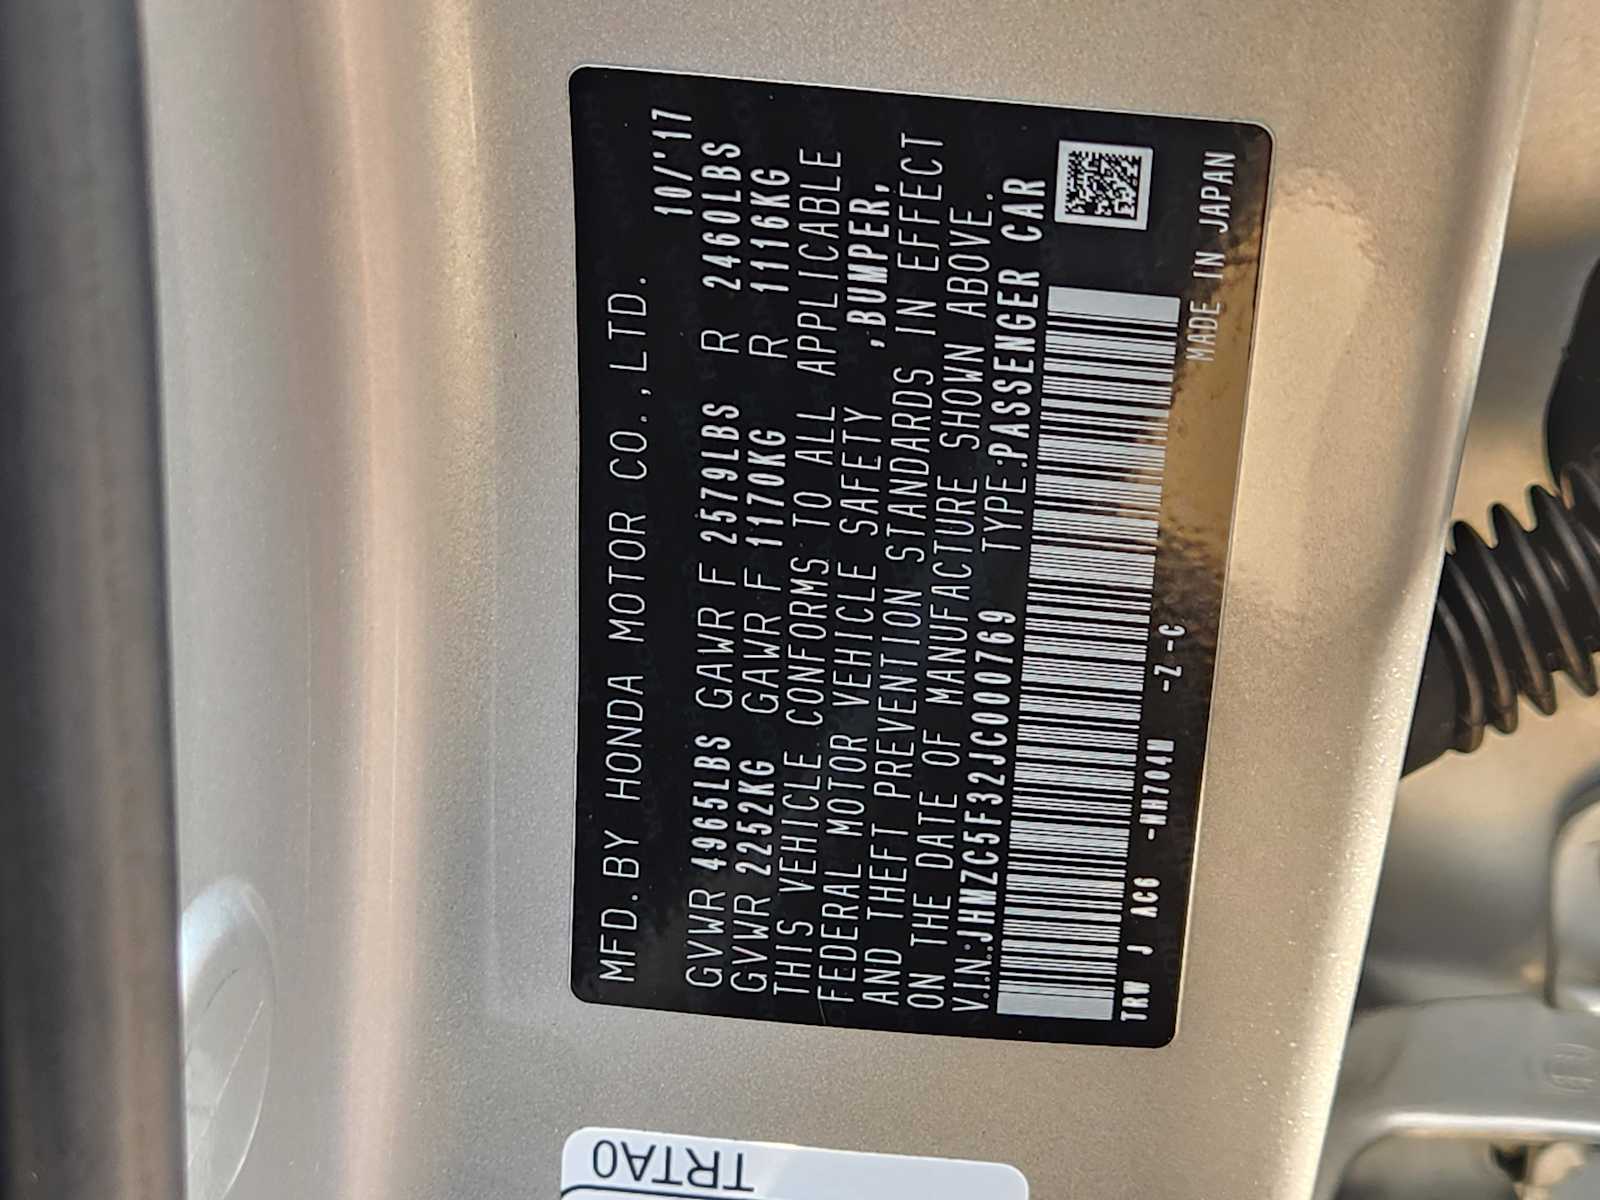 MFD. BY HONDA MOTOR CO., LTD.
10/'17
GVWR 4965LBS GAWR F 2579LBS R 2460LBS
GVWR 2252KG GAWR F 1170KG R 1116KG
THIS VEHICLE CONFORMS TO ALL APPLICABLE
FEDERAL MOTOR VEHICLE SAFETY ,BUMPER,
AND THEFT PREVENTION STANDARDS IN EFFECT
ON THE DATE OF MANUFACTURE SHOWN ABOVE.
V.I.N.:JHMZC5F32JC000769 TYPE:PASSENGER CAR
TRW J AC6 -NH704M -Z -C
MADE IN JAPAN
TRTA0